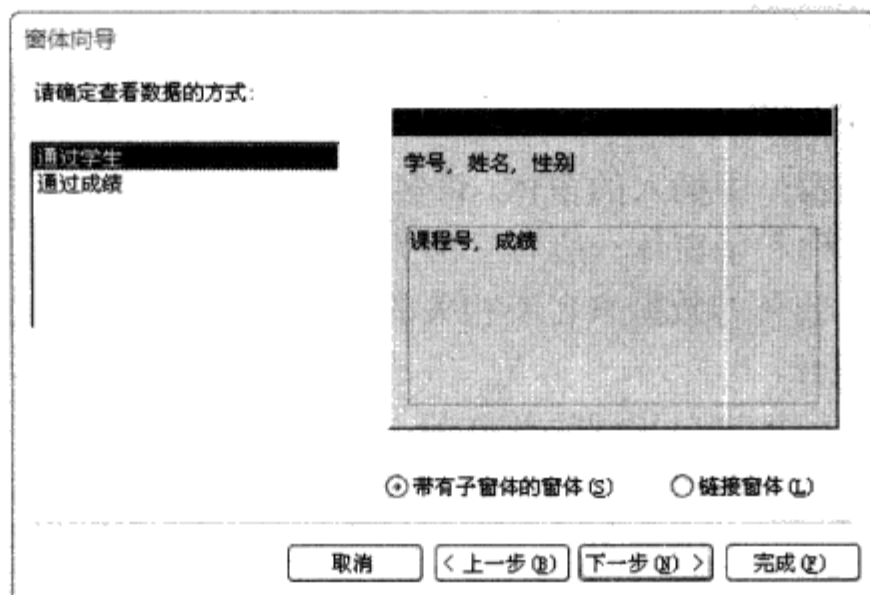 窗体向导
请确定查看数据的方式:
通过学生
通过成绩
学号, 姓名, 性别
课程号, 成绩
带有子窗体的窗体(S)
链接窗体(L)
取消
< 上一步(B)
下一步(N) >
完成(F)